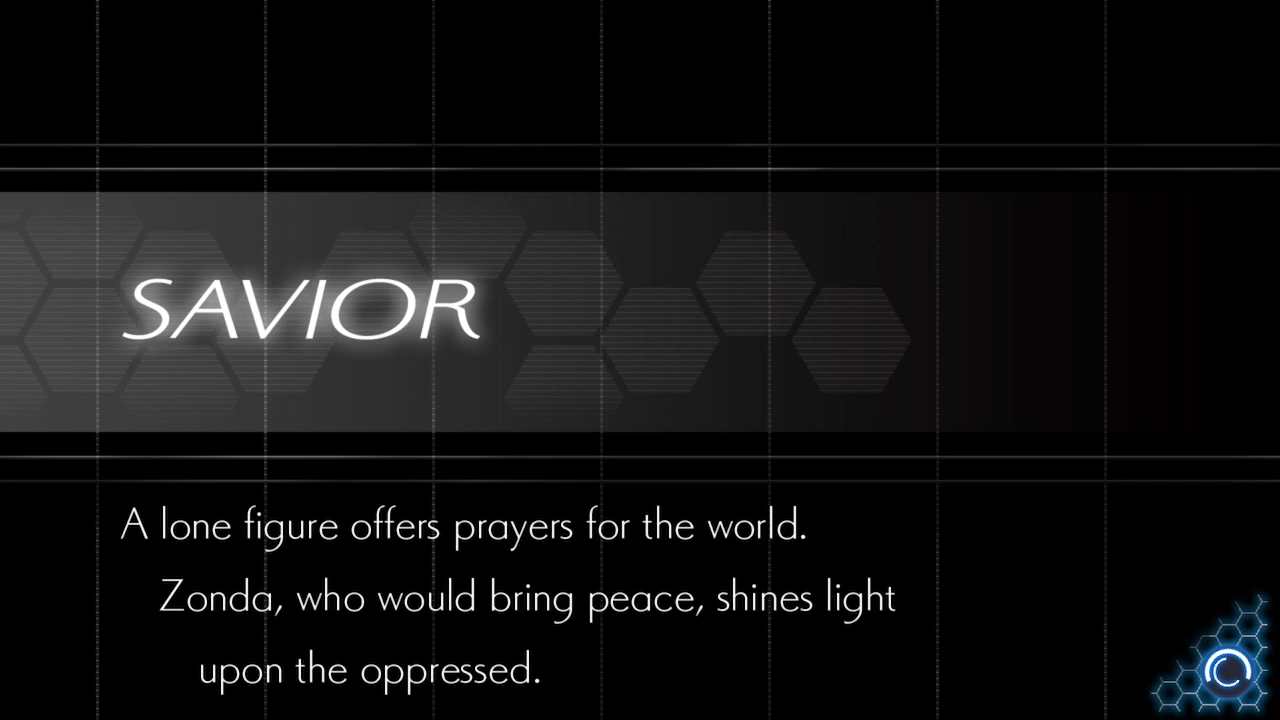 SAVIOR
A lone figure offers prayers for the world.
Zonda, who would bring peace, shines light
upon the oppressed.